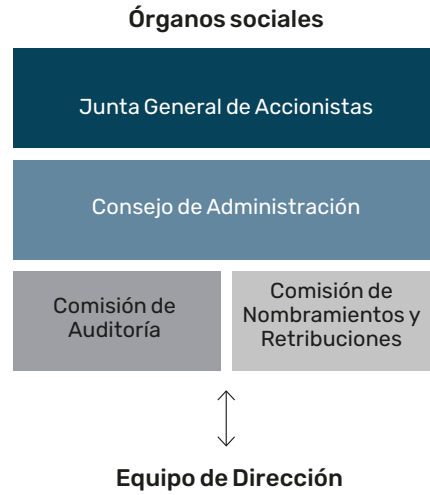 Órganos sociales
Junta General de Accionistas
Consejo de Administración
Comisión de
Auditoría
Comisión de
Nombramientos y
Retribuciones
Equipo de Dirección